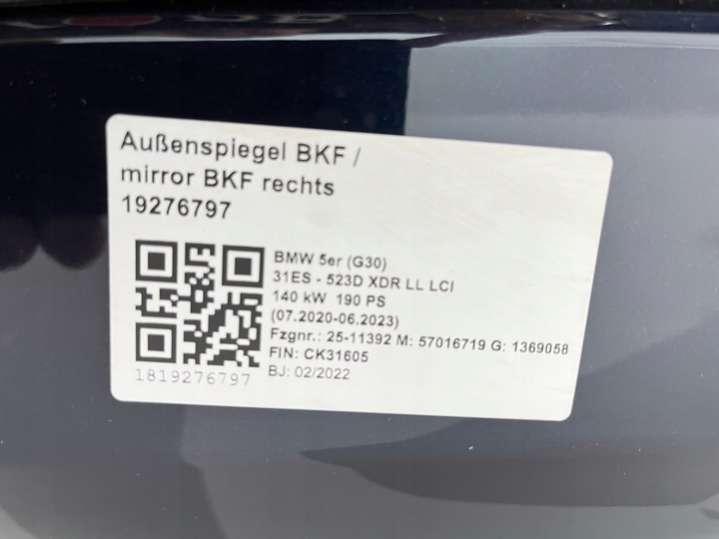 Außenspiegel BKF /
mirror BKF rechts
19276797
BMW 5er (G30)
31ES - 523D XDR LL LCI
140 kW 190 PS
(07.2020-06.2023)
Fzgnr.: 25-11392 M: 57016719 G: 1369058
FIN: CK31605
BJ: 02/2022
1819276797